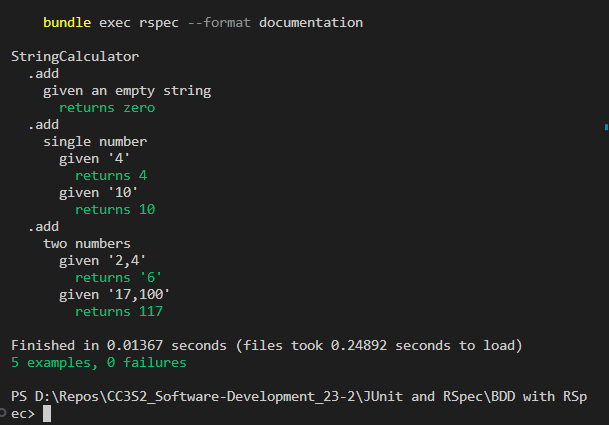 bundle exec rspec --format documentation
StringCalculator
.add
given an empty string
returns zero
.add
single number
given '4'
returns 4
given '10'
returns 10
.add
two numbers
given '2,4'
returns '6'
given '17,100'
returns 117
Finished in 0.01367 seconds (files took 0.24892 seconds to load)
5 examples, 0 failures
PS D:\Repos\CC3S2_Software-Development_23-2\JUnit and RSpec\BDD with RSp
ec>